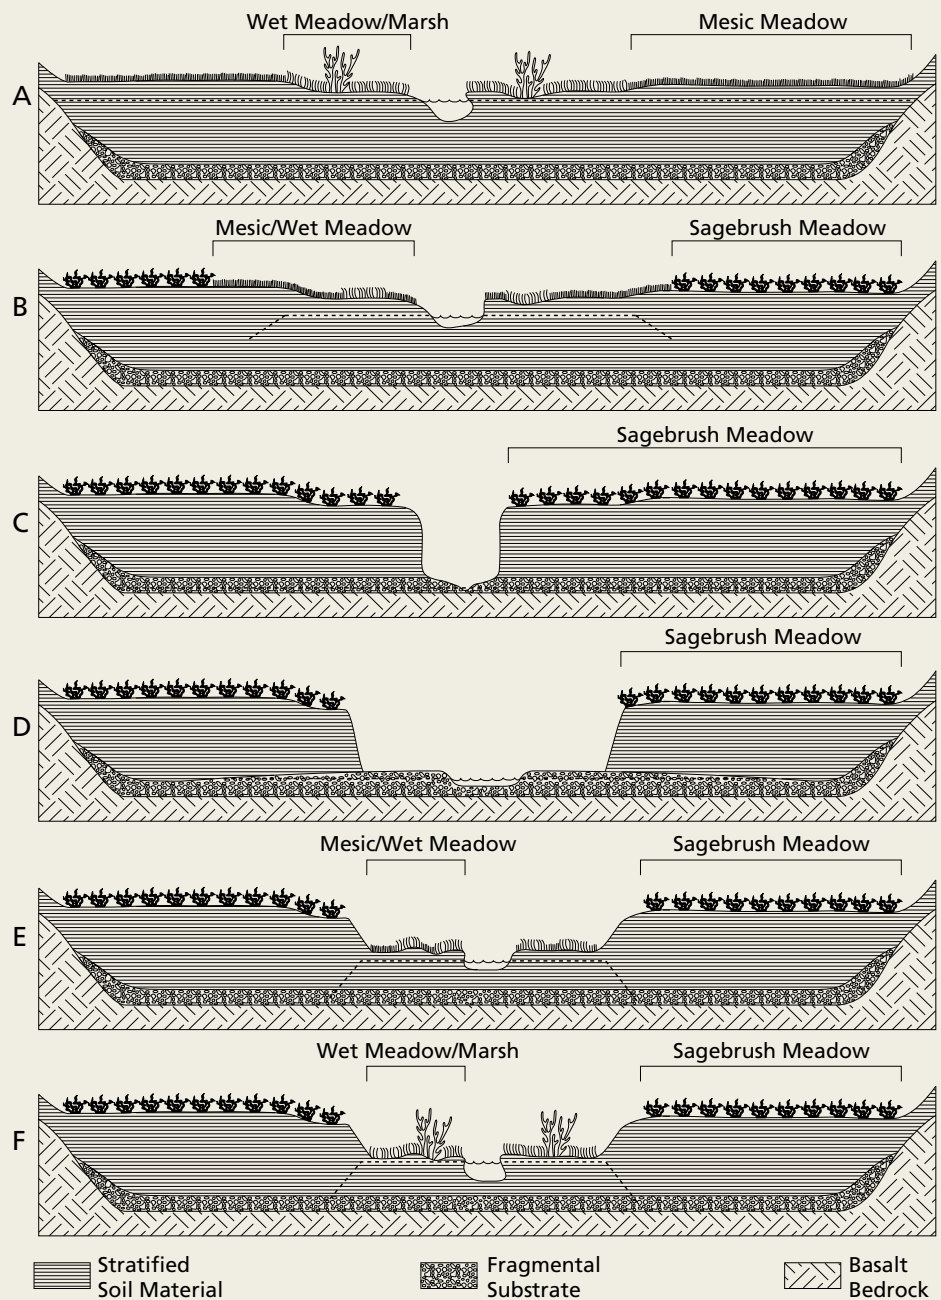 Wet Meadow/Marsh
Mesic Meadow
A
Mesic/Wet Meadow
Sagebrush Meadow
B
Sagebrush Meadow
C
Sagebrush Meadow
D
Mesic/Wet Meadow
Sagebrush Meadow
E
Wet Meadow/Marsh
Sagebrush Meadow
F
Stratified
Soil Material
Fragmental
Substrate
Basalt
Bedrock